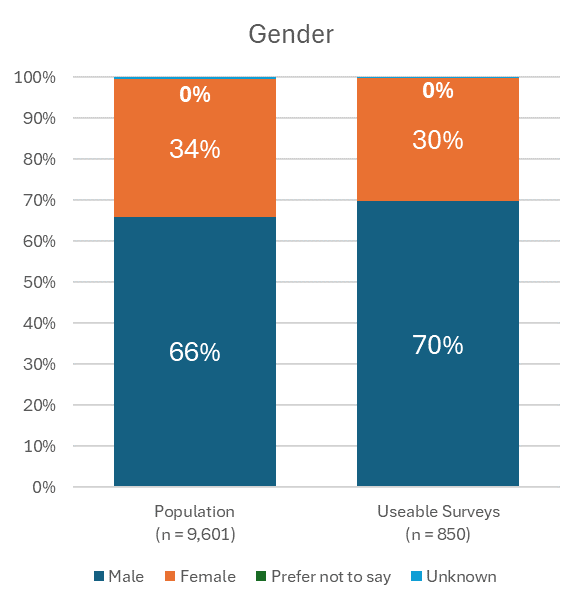 Gender
100%
90%
80%
70%
60%
50%
40%
30%
20%
10%
0%
0%
34%
66%
0%
30%
70%
Population
(n = 9,601)
Useable Surveys
(n = 850)
Male Female Prefer not to say Unknown